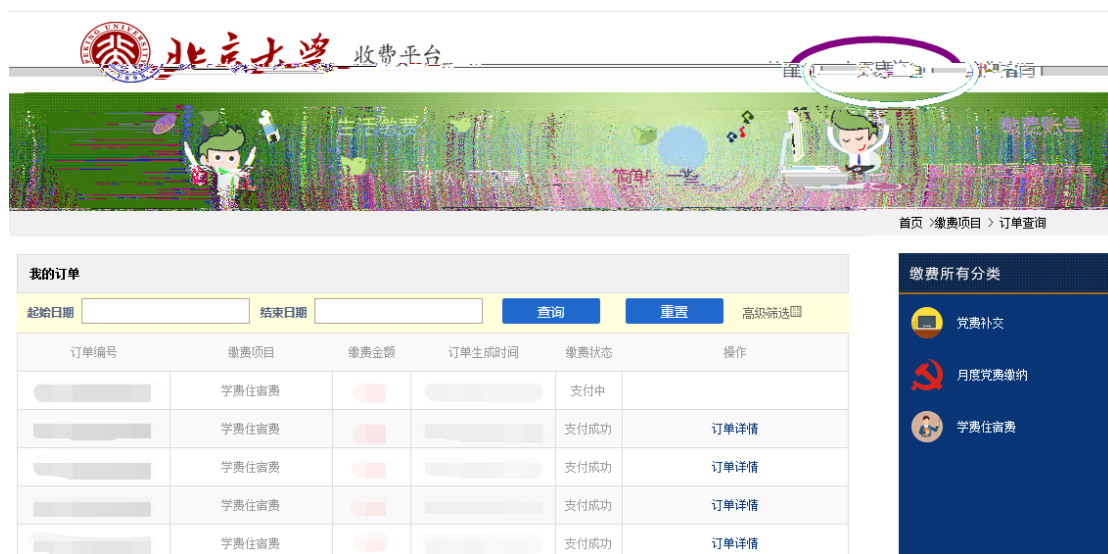 北京大学 收费平台
生活缴费
缴费账单
简单一些
首页 >缴费项目 > 订单查询
我的订单
起始日期 结束日期 查询 重置 高级筛选
订单编号 缴费项目 缴费金额 订单生成时间 缴费状态 操作
学费住宿费 支付中
学费住宿费 支付成功 订单详情
学费住宿费 支付成功 订单详情
学费住宿费 支付成功 订单详情
学费住宿费 支付成功 订单详情
缴费所有分类
党费补交
月度党费缴纳
学费住宿费